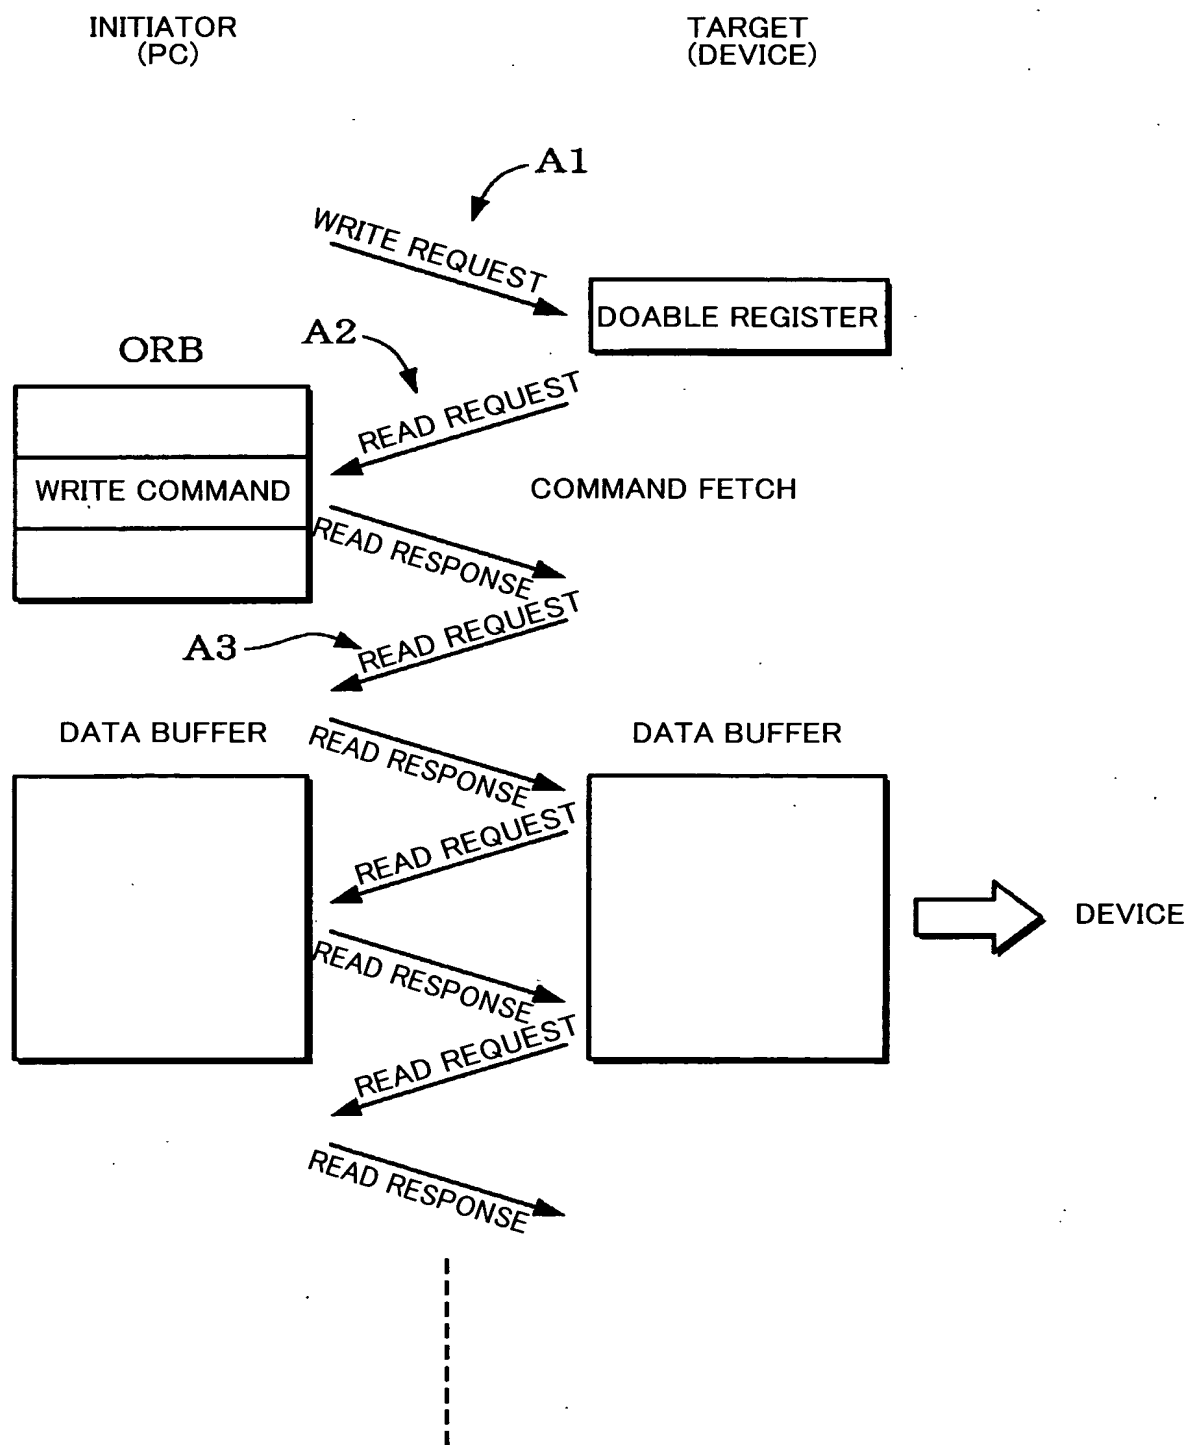 INITIATOR
(PC)
TARGET
(DEVICE)
A1
WRITE REQUEST
DOABLE REGISTER
A2
ORB
READ REQUEST
WRITE COMMAND
COMMAND FETCH
READ RESPONSE
READ REQUEST
A3
DATA BUFFER
READ RESPONSE
DATA BUFFER
READ REQUEST
DEVICE
READ RESPONSE
READ REQUEST
READ RESPONSE